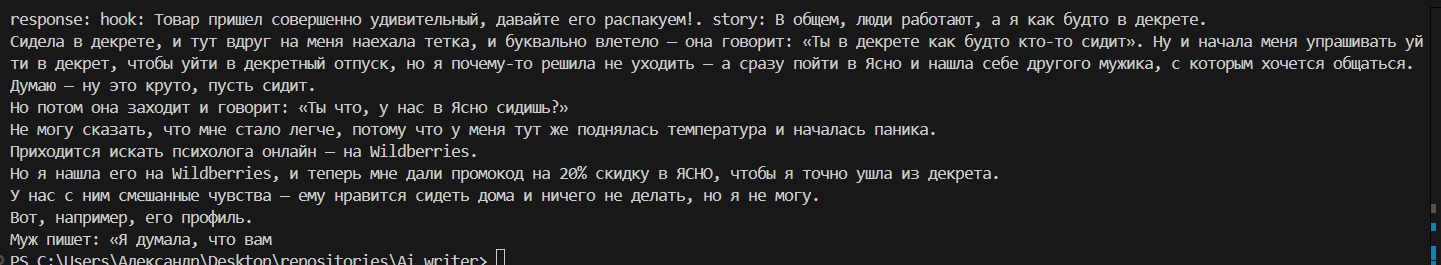 response: hook: Товар пришел совершенно удивительный, давайте его распакуем!. story: В общем, люди работают, а я как будто в декрете.
Сидела в декрете, и тут вдруг на меня наехала тетка, и буквально влетело — она говорит: «Ты в декрете как будто кто-то сидит». Ну и начала меня упрашивать уй
ти в декрет, чтобы уйти в декретный отпуск, но я почему-то решила не уходить — а сразу пойти в Ясно и нашла себе другого мужика, с которым хочется общаться.
Думаю — ну это круто, пусть сидит.
Но потом она заходит и говорит: «Ты что, у нас в Ясно сидишь?»
Не могу сказать, что мне стало легче, потому что у меня тут же поднялась температура и началась паника.
Приходится искать психолога онлайн — на Wildberries.
Но я нашла его на Wildberries, и теперь мне дали промокод на 20% скидку в ЯСНО, чтобы я точно ушла из декрета.
У нас с ним смешанные чувства — ему нравится сидеть дома и ничего не делать, но я не могу.
Вот, например, его профиль.
Муж пишет: «Я думала, что вам
PS C:\Users\Александр\Desktop\repositories\Ai_writer>